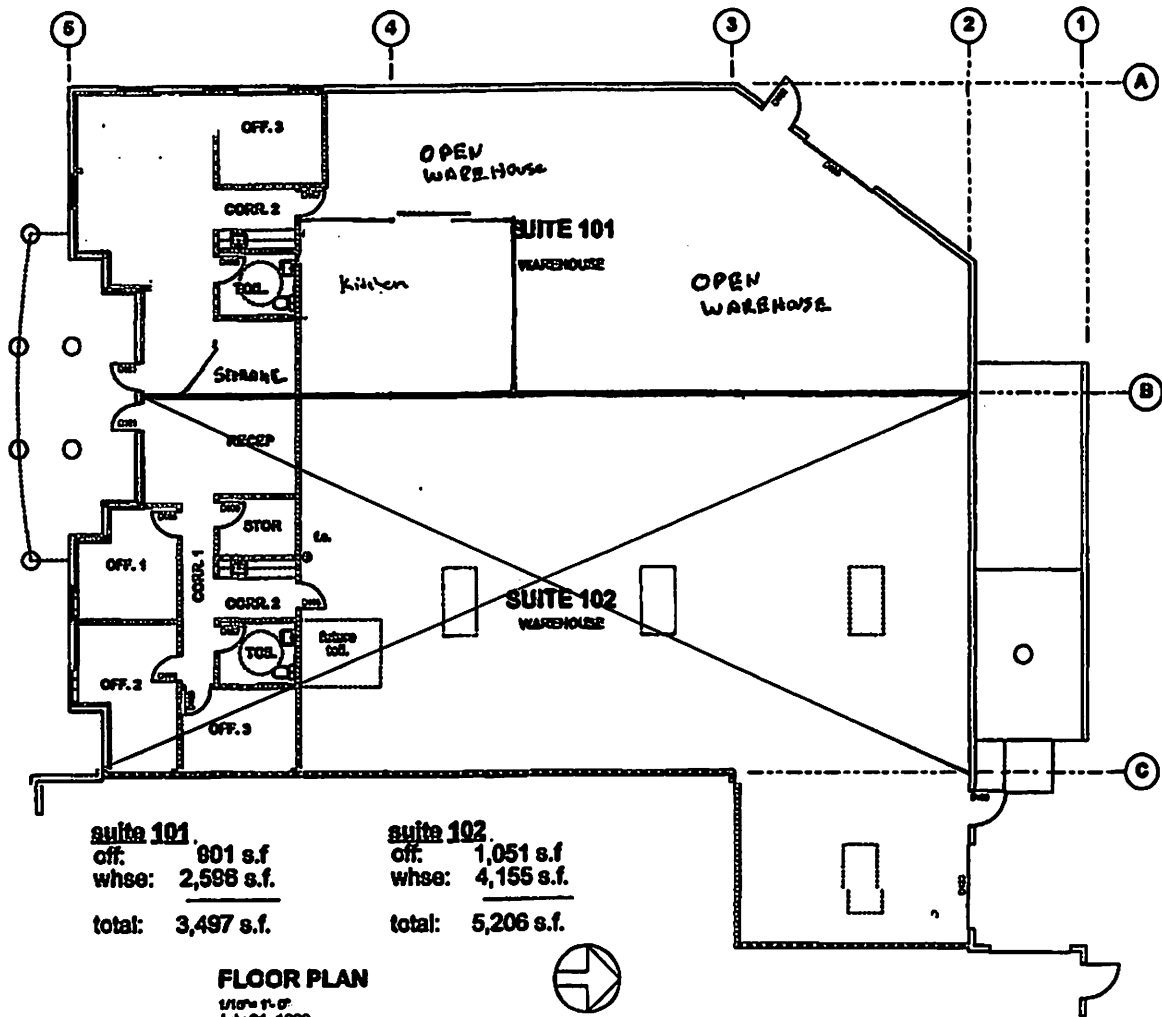 5 4 3 2 1
A
OFF. 3
OPEN
WAREHOUSE
CORR. 2
SUITE 101
WAREHOUSE
Kitchen
OPEN
WAREHOUSE
TOIL.
STORAGE
B
RECEP
STOR
OFF. 1
CORR. 1
CORR. 2
SUITE 102
WAREHOUSE
future
toil.
TOIL.
OFF. 2
OFF. 3
C
suite 101
off: 901 s.f
whse: 2,596 s.f.
total: 3,497 s.f.
suite 102
off: 1,051 s.f.
whse: 4,155 s.f.
total: 5,206 s.f.
FLOOR PLAN